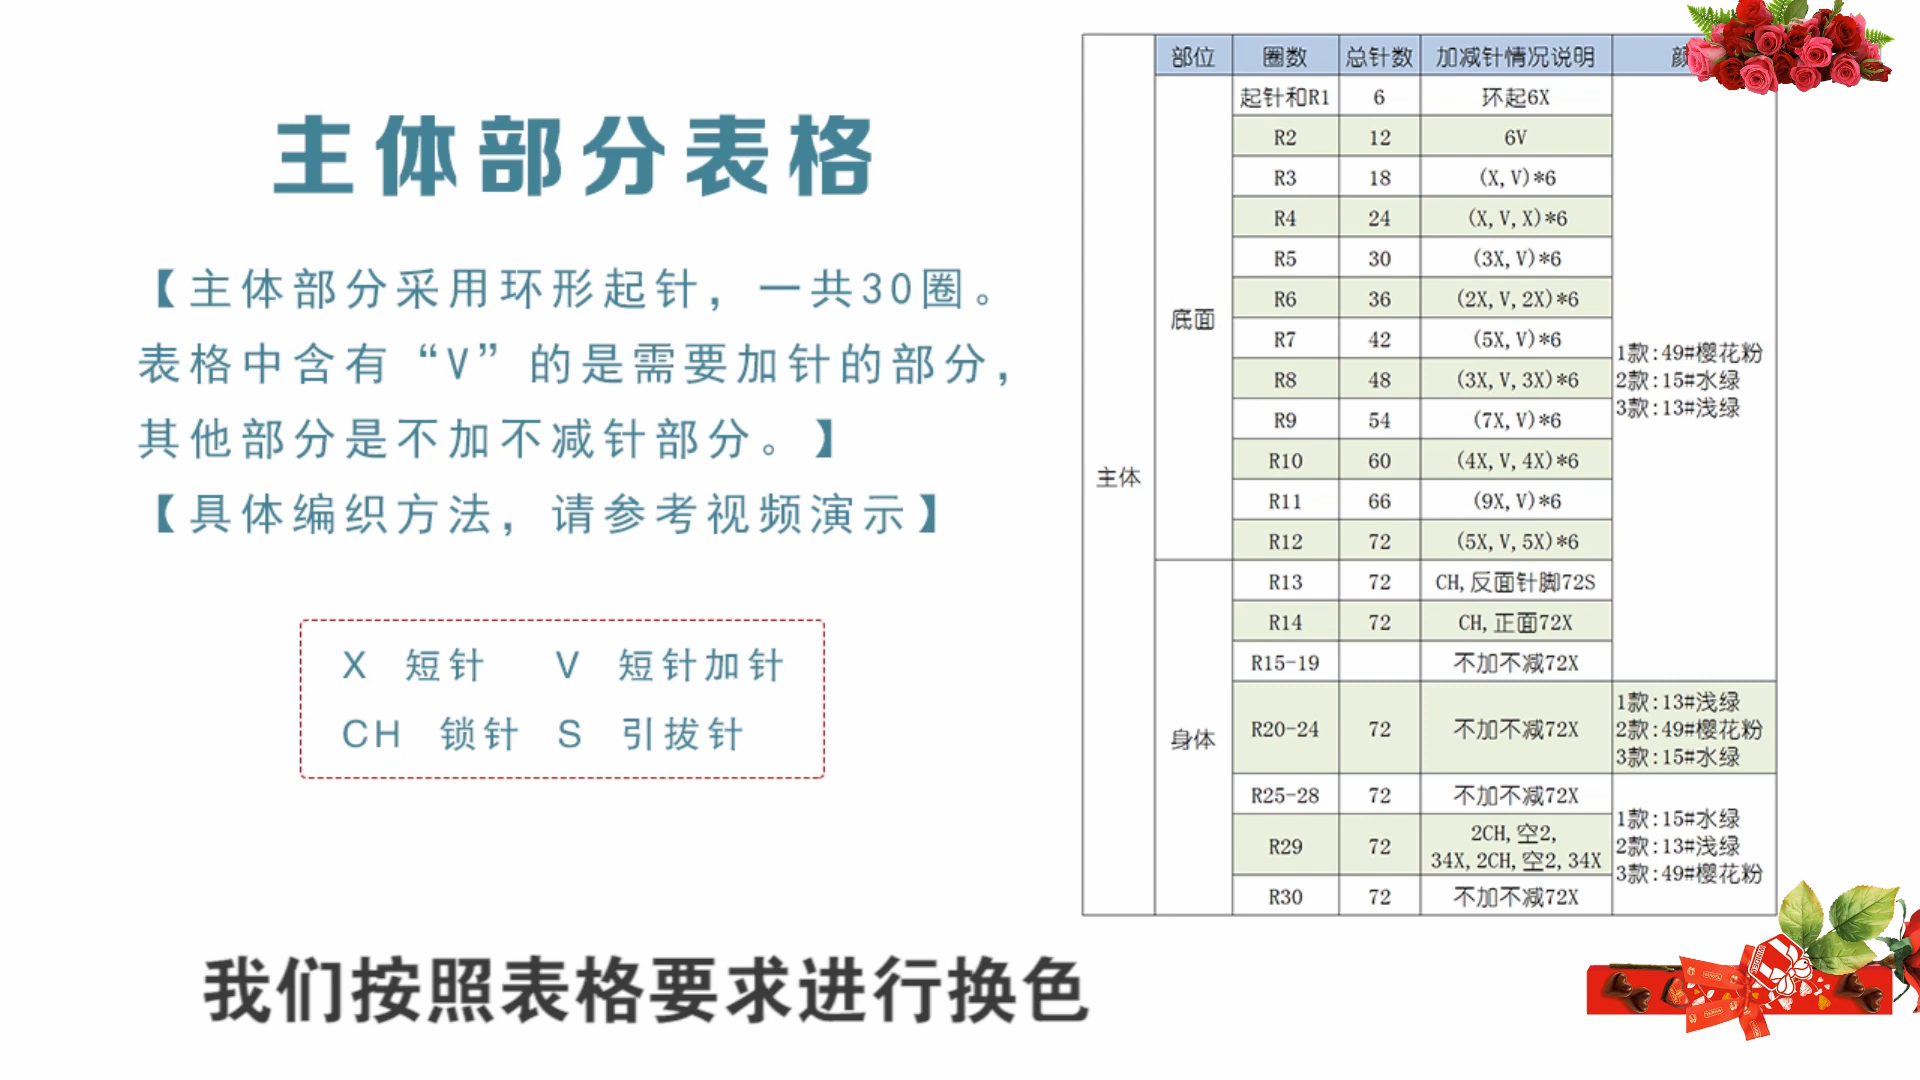 主体部分表格
【主体部分采用环形起针，一共30圈。
表格中含有“V”的是需要加针的部分，
其他部分是不加不减针部分。】
【具体编织方法，请参考视频演示】
X 短针 V 短针加针
CH 锁针 S 引拔针
部位 圈数 总针数 加减针情况说明 颜
主体
底面
起针和R1 6 环起6X
R2 12 6V
R3 18 (X,V)*6
R4 24 (X,V,X)*6
R5 30 (3X,V)*6
R6 36 (2X,V,2X)*6
R7 42 (5X,V)*6
R8 48 (3X,V,3X)*6
R9 54 (7X,V)*6
R10 60 (4X,V,4X)*6
R11 66 (9X,V)*6
R12 72 (5X,V,5X)*6
1款:49#樱花粉
2款:15#水绿
3款:13#浅绿
身体
R13 72 CH,反面针脚72S
R14 72 CH,正面72X
R15-19 不加不减72X
R20-24 72 不加不减72X
1款:13#浅绿
2款:49#樱花粉
3款:15#水绿
R25-28 72 不加不减72X
R29 72 2CH,空2,
34X,2CH,空2,34X
R30 72 不加不减72X
1款:15#水绿
2款:13#浅绿
3款:49#樱花粉
我们按照表格要求进行换色